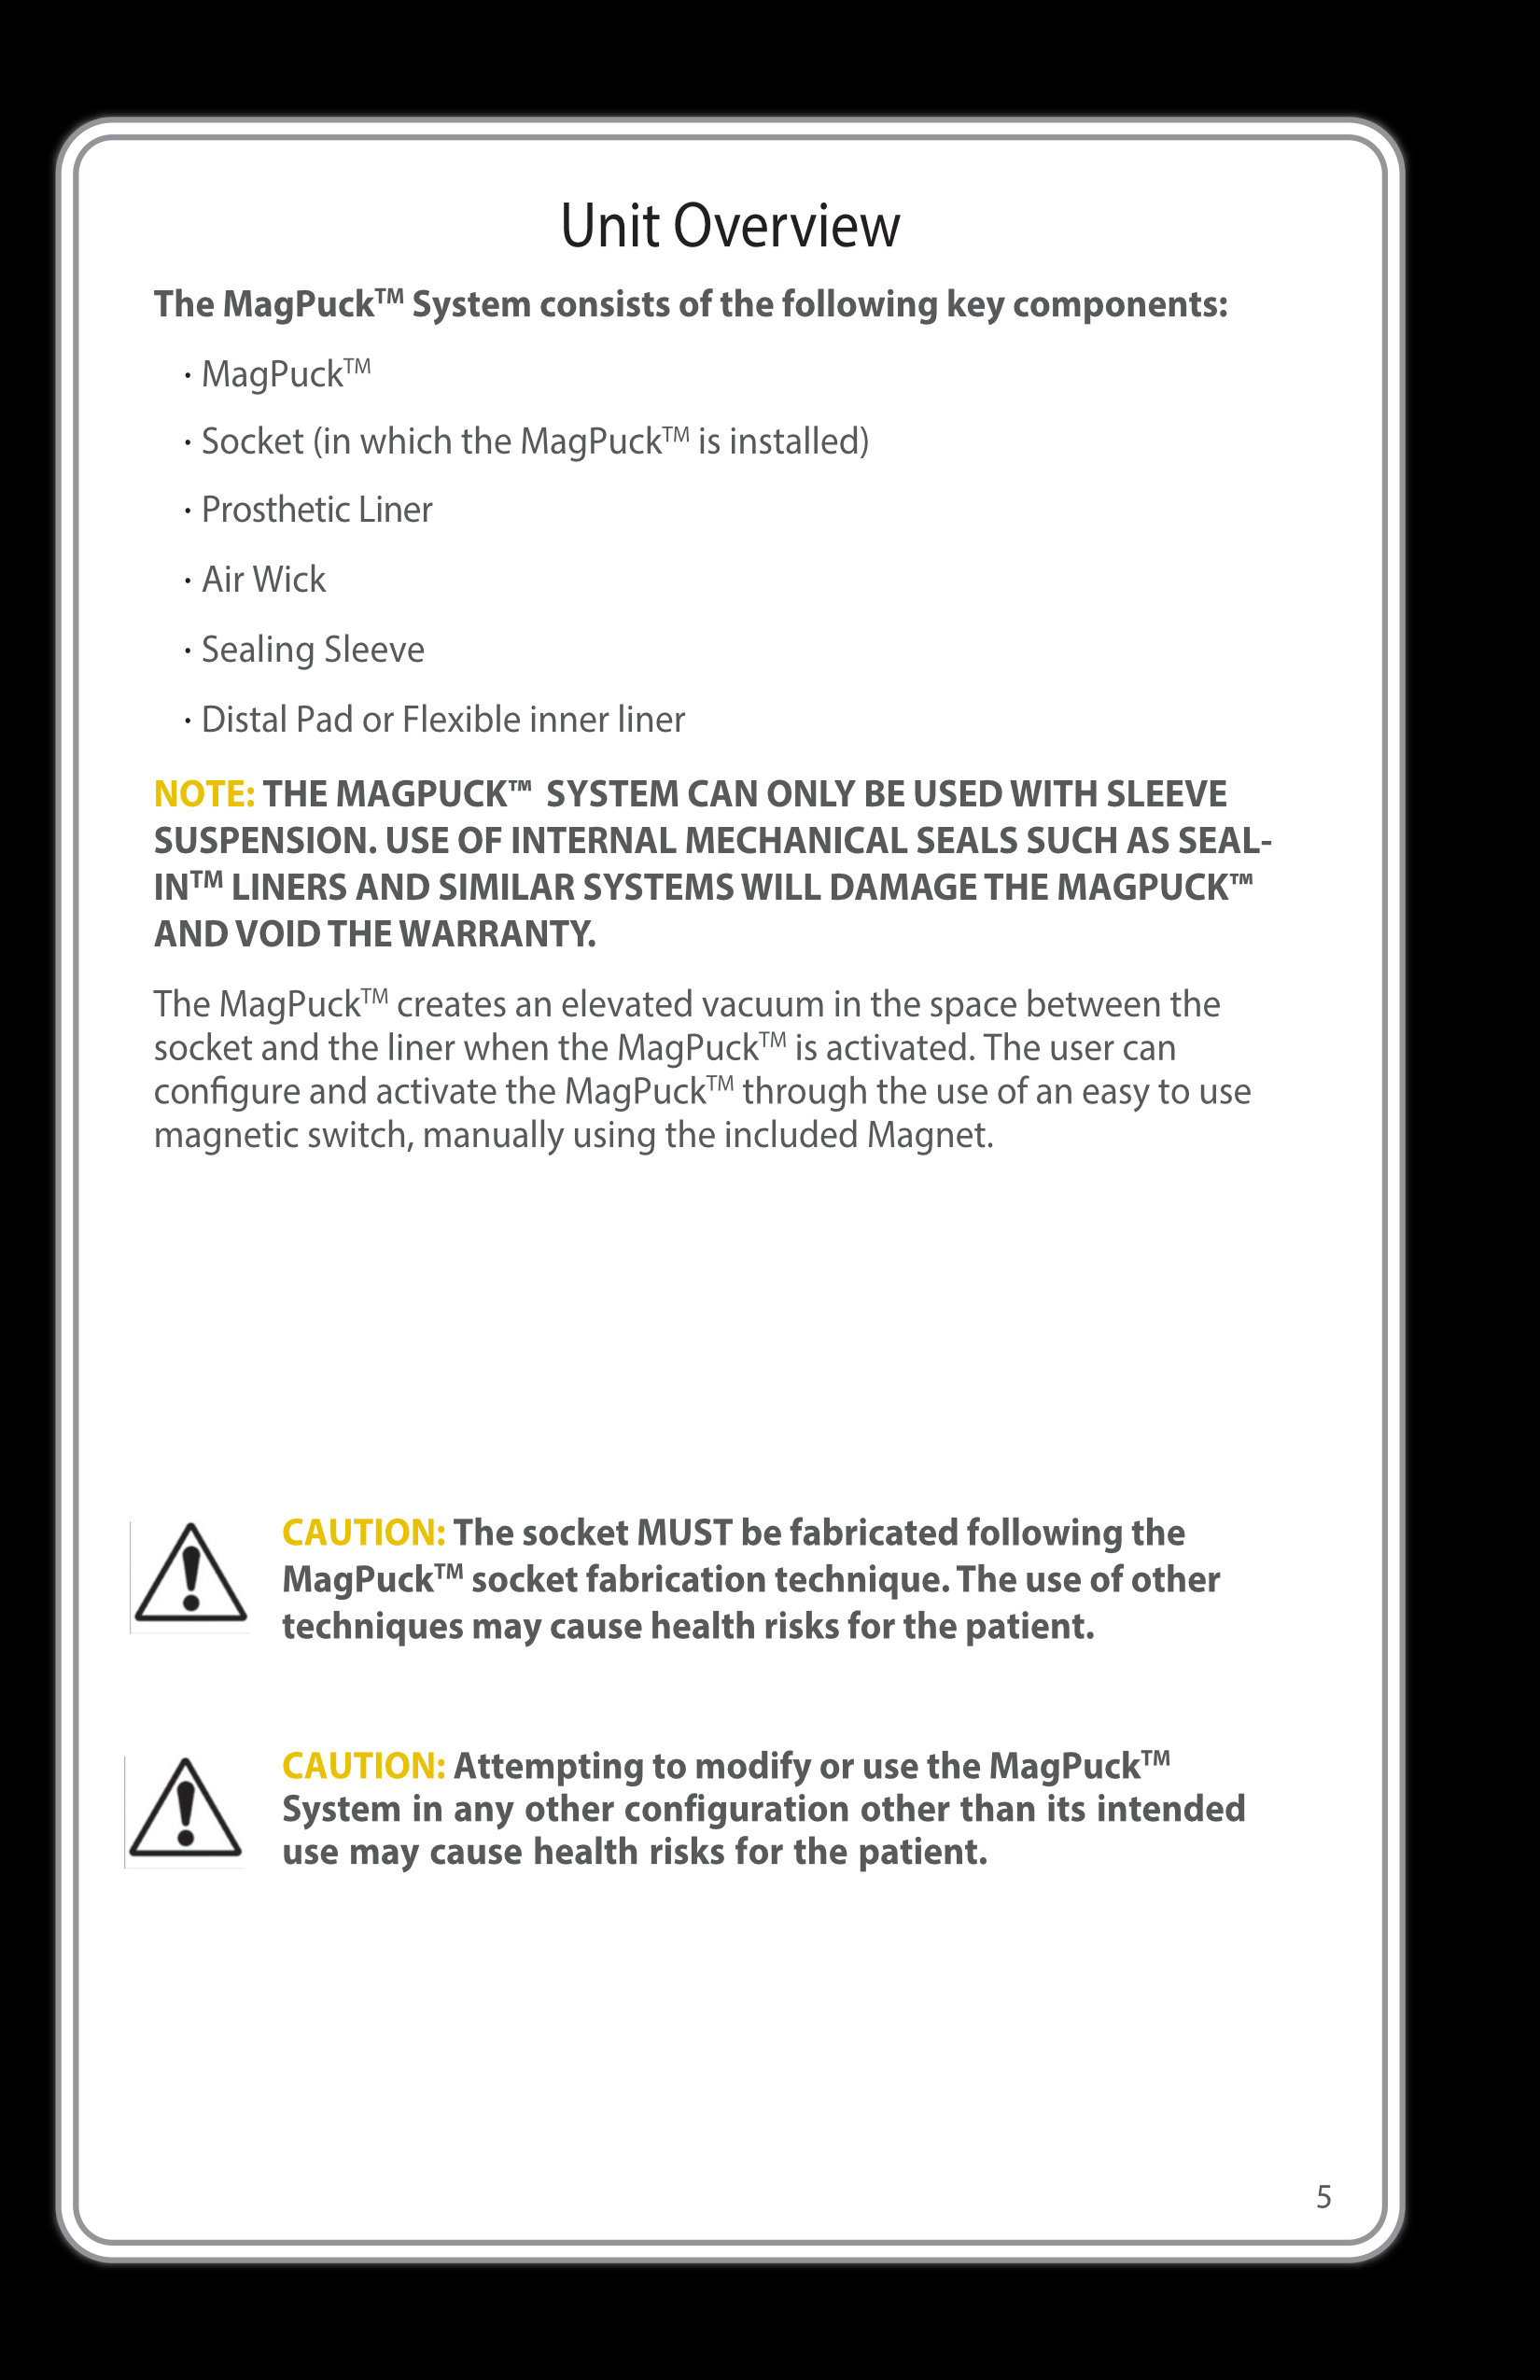 Unit Overview
The MagPuck™ System consists of the following key components:
· MagPuck™
· Socket (in which the MagPuck™ is installed)
· Prosthetic Liner
· Air Wick
· Sealing Sleeve
· Distal Pad or Flexible inner liner
NOTE: THE MAGPUCK™ SYSTEM CAN ONLY BE USED WITH SLEEVE
SUSPENSION. USE OF INTERNAL MECHANICAL SEALS SUCH AS SEAL-
IN™ LINERS AND SIMILAR SYSTEMS WILL DAMAGE THE MAGPUCK™
AND VOID THE WARRANTY.
The MagPuck™ creates an elevated vacuum in the space between the
socket and the liner when the MagPuck™ is activated. The user can
configure and activate the MagPuck™ through the use of an easy to use
magnetic switch, manually using the included Magnet.
CAUTION: The socket MUST be fabricated following the
MagPuck™ socket fabrication technique. The use of other
techniques may cause health risks for the patient.
CAUTION: Attempting to modify or use the MagPuck™
System in any other configuration other than its intended
use may cause health risks for the patient.
5